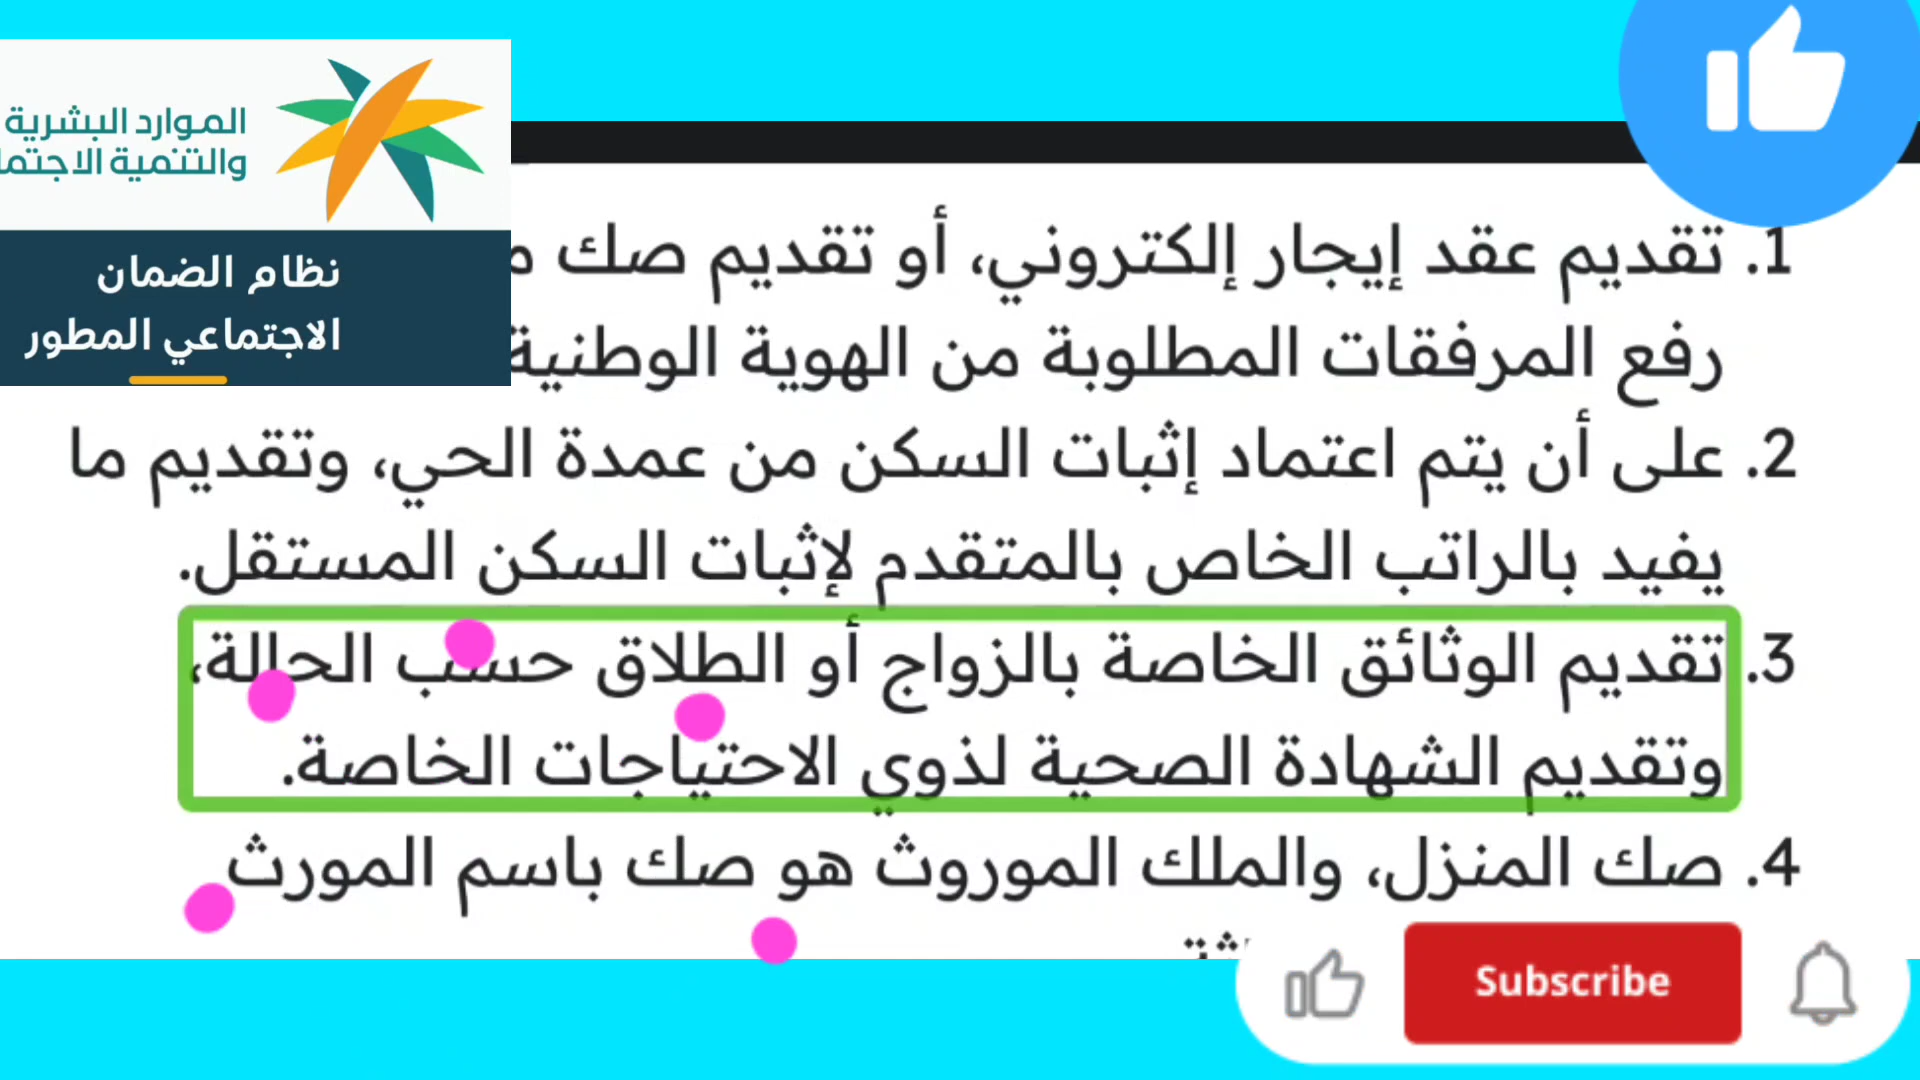 الموارد البشرية
والتنمية
نظام الضمان
الاجتماعي المطور
1. تقديم عقد إيجار إلكتروني، أو تقديم صك
رفع المرفقات المطلوبة من الهوية الوطنية
2. على أن يتم اعتماد إثبات السكن من عمدة الحي، وتقديم ما
يفيد بالراتب الخاص بالمتقدم لإثبات السكن المستقل.
3. تقديم الوثائق الخاصة بالزواج أو الطلاق حسب الحالة،
وتقديم الشهادة الصحية لذوي الاحتياجات الخاصة.
4. صك المنزل، والملك الموروث هو صك باسم المورث
Subscribe